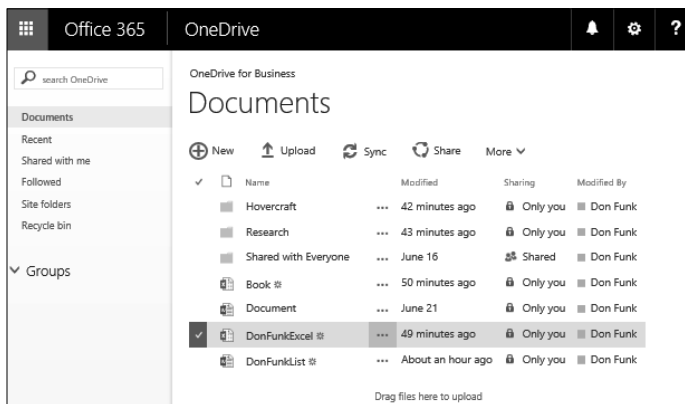 Office 365 OneDrive ?
search OneDrive
Documents
Recent
Shared with me
Followed
Site folders
Recycle bin
Groups
OneDrive for Business
Documents
New Upload Sync Share More
Name Modified Sharing Modified By
Hovercraft ... 42 minutes ago Only you Don Funk
Research ... 43 minutes ago Only you Don Funk
Shared with Everyone ... June 16 Shared Don Funk
Book ... 50 minutes ago Only you Don Funk
Document ... June 21 Only you Don Funk
DonFunkExcel ... 49 minutes ago Only you Don Funk
DonFunkList ... About an hour ago Only you Don Funk
Drag files here to upload